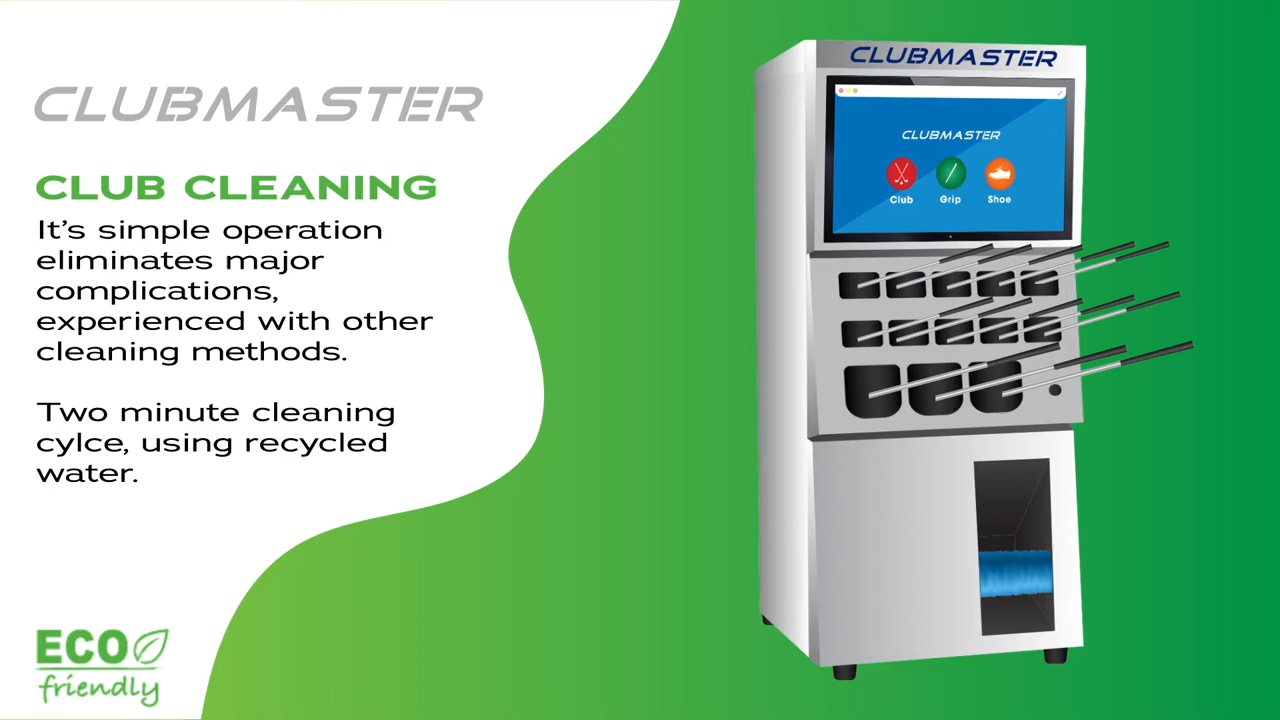 CLUBMASTER
CLUB CLEANING
It's simple operation
eliminates major
complications,
experienced with other
cleaning methods.
Two minute cleaning
cylce, using recycled
water.
ECO
friendly
CLUBMASTER
CLUBMASTER
Club Grip Shoe